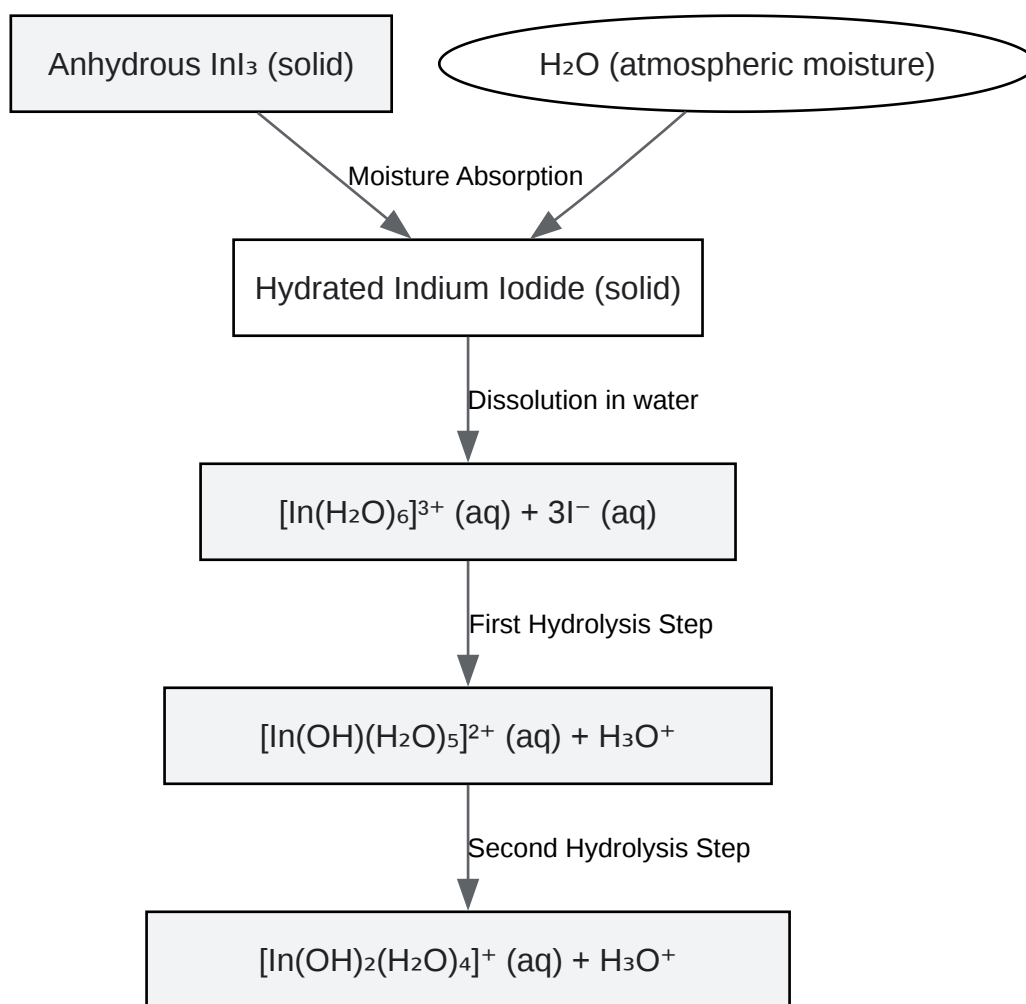 Anhydrous InI₃ (solid)
H₂O (atmospheric moisture)
Moisture Absorption
Hydrated Indium Iodide (solid)
Dissolution in water
[In(H₂O)₆]³⁺ (aq) + 3I⁻ (aq)
First Hydrolysis Step
[In(OH)(H₂O)₅]²⁺ (aq) + H₃O⁺
Second Hydrolysis Step
[In(OH)₂(H₂O)₄]⁺ (aq) + H₃O⁺